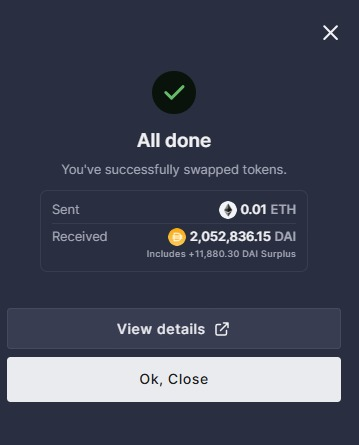 All done
You've successfully swapped tokens.
Sent 0.01 ETH
Received 2,052,836.15 DAI
Includes +11,880.30 DAI Surplus
View details
Ok, Close